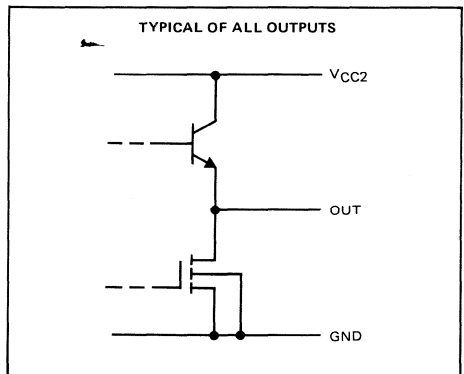 TYPICAL OF ALL OUTPUTS
VCC2
OUT
GND